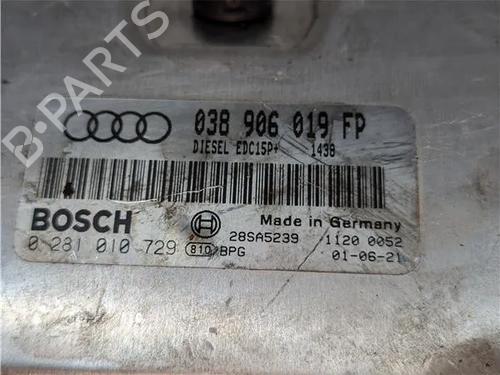 038 906 019 FP
DIESEL EDC15P+ 1438
BOSCH
Made in Germany
0 281 010 729 810 BPG 28SA5239 1120 0052
01-06-21
B-PARTS